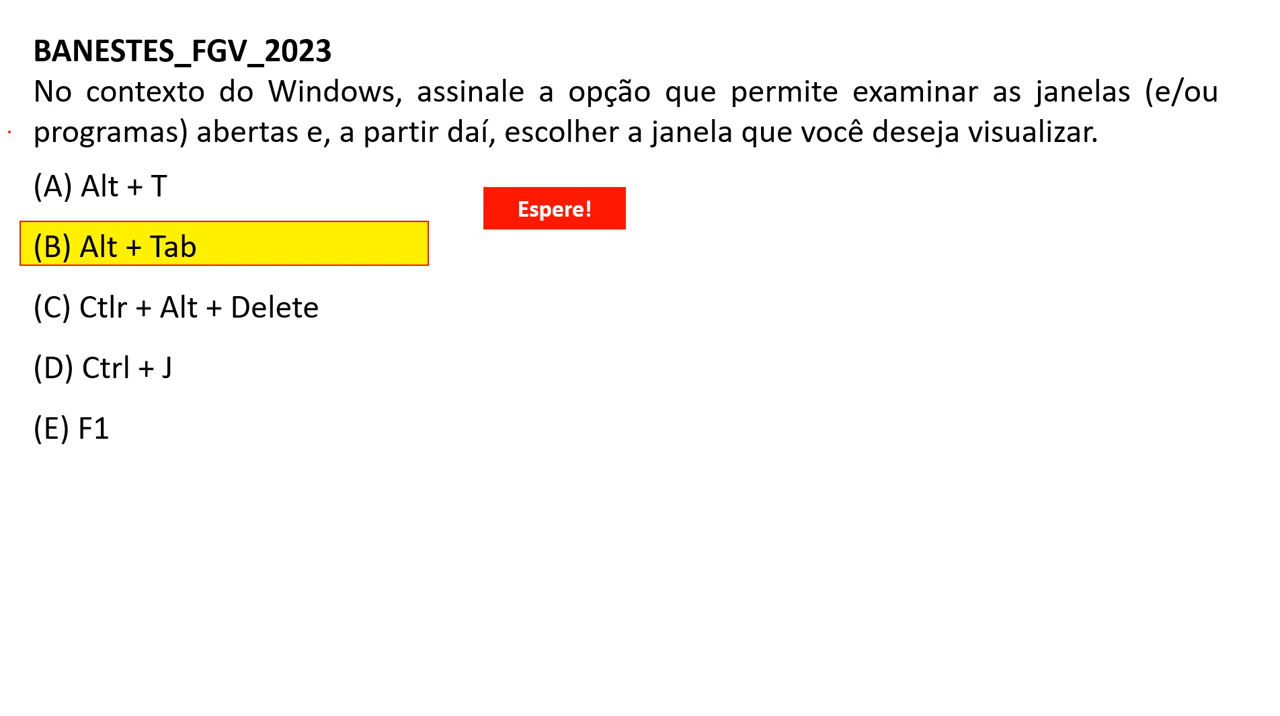 BANESTES_FGV_2023
No contexto do Windows, assinale a opção que permite examinar as janelas (e/ou
programas) abertas e, a partir daí, escolher a janela que você deseja visualizar.
(A) Alt + T
Espere!
(B) Alt + Tab
(C) Ctlr + Alt + Delete
(D) Ctrl + J
(E) F1